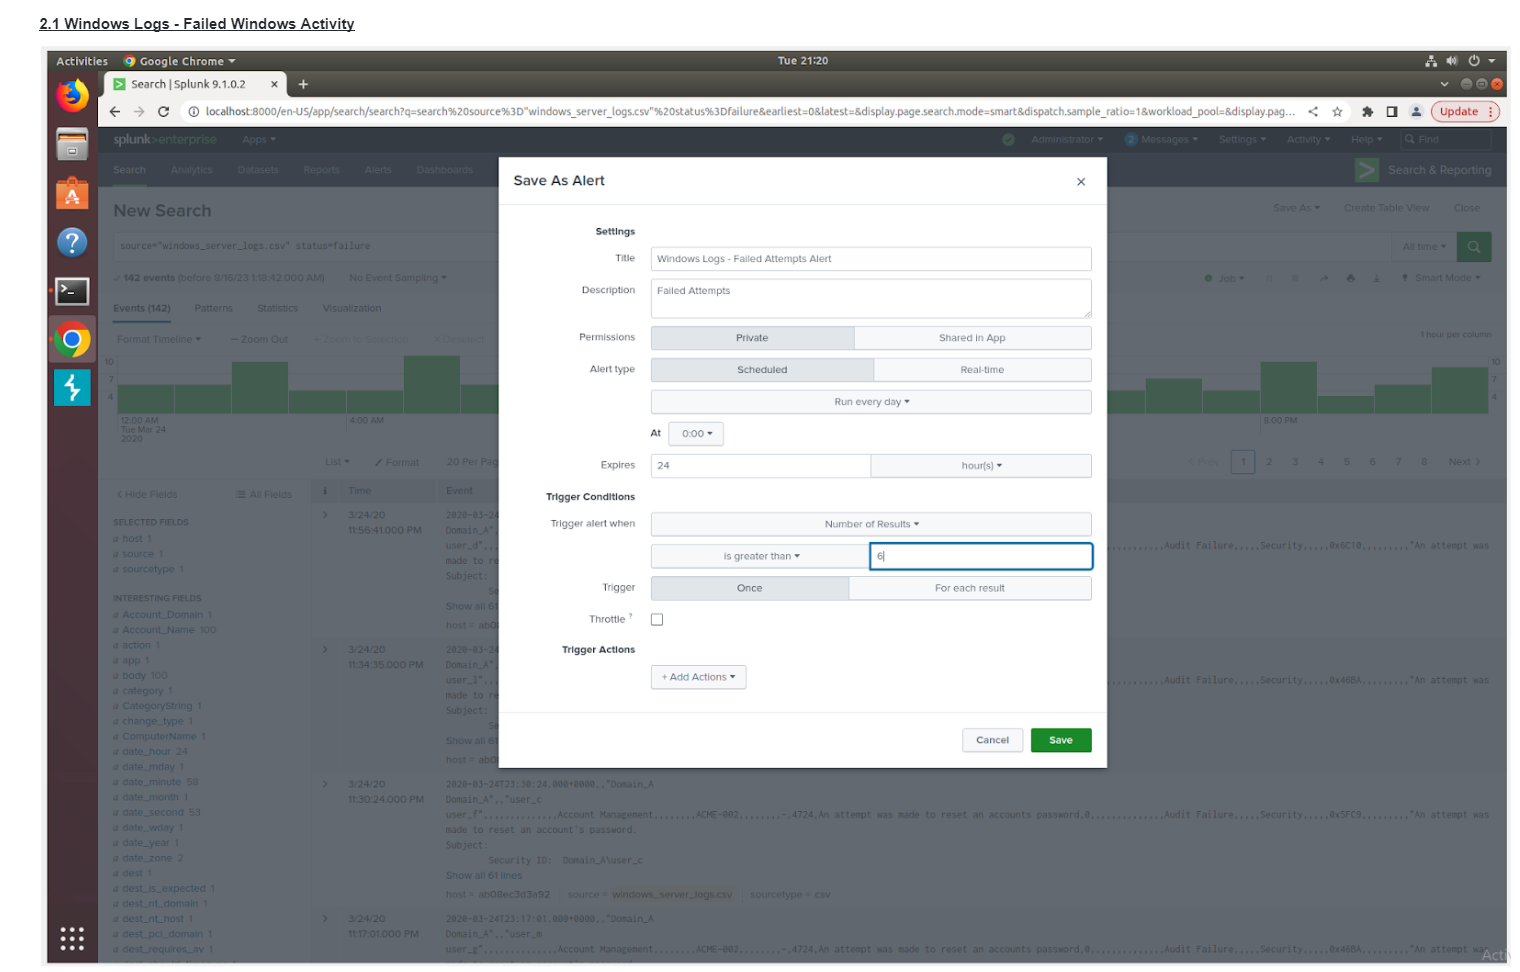 2.1 Windows Logs - Failed Windows Activity
Activities Google Chrome Tue 21:20
Search | Splunk 9.1.0.2
localhost:8000/en-US/app/search/search?q=search%20source%3D"windows_server_logs.csv"%20status%3Dfailure&earliest=0&latest=&display.page.search.mode=smart&dispatch.sample_ratio=1&workload_pool=&display.pag... Update
splunk>enterprise Apps Administrator 2 Messages Settings Activity Help Find
Search Analytics Datasets Reports Alerts Dashboards Search & Reporting
New Search Save As Create Table View Close
source="windows_server_logs.csv" status=failure All time
142 events (before 8/16/23 1:18:42.000 AM) No Event Sampling Job Smart Mode
Events (142) Patterns Statistics Visualization
Format Timeline – Zoom Out + Zoom to Selection × Deselect 1 hour per column
10 10
7 7
4 4
12:00 AM 4:00 AM 8:00 PM
Tue Mar 24
2020
List Format 20 Per Pag < Prev 1 2 3 4 5 6 7 8 Next >
< Hide Fields All Fields i Time Event
SELECTED FIELDS
a host 1
a source 1
a sourcetype 1
INTERESTING FIELDS
a Account_Domain 1
a Account_Name 100
a action 1
a app 1
a body 100
a category 1
a CategoryString 1
a change_type 1
a ComputerName 1
# date_hour 24
# date_mday 1
# date_minute 58
a date_month 1
# date_second 53
a date_wday 1
# date_year 1
a date_zone 2
a dest 1
a dest_is_expected 1
a dest_nt_domain 1
a dest_nt_host 1
a dest_pci_domain 1
a dest_requires_av 1
3/24/20
11:56:41.000 PM
2020-03-24
Domain_A",
user_d",,
made to re
Subject:
Se
Show all 61
host = ab0
,,,,,,,,,,,,Audit Failure,,,,,Security,,,,,0x6C10,,,,,,,,,"An attempt was
3/24/20
11:34:35.000 PM
2020-03-24
Domain_A",
user_l",,,
made to re
Subject:
Se
Show all 61
host = ab0
,,,,,,,,,,,,Audit Failure,,,,,Security,,,,,0x46BA,,,,,,,,,"An attempt was
3/24/20
11:30:24.000 PM
2020-03-24T23:30:24.000+0000,,"Domain_A
Domain_A",,"user_c
user_f",,,,,,,,,,,,,Account Management,,,,,,,,ACME-002,,,,,,,,-,4724,An attempt was made to reset an accounts password,0,,,,,,,,,,,,,Audit Failure,,,,,Security,,,,,0x5FC9,,,,,,,,,"An attempt was
made to reset an account's password.
Subject:
Security ID: Domain_A\user_c
Show all 61 lines
host = ab08ec3d3a92 source = windows_server_logs.csv sourcetype = csv
3/24/20
11:17:01.000 PM
2020-03-24T23:17:01.000+0000,,"Domain_A
Domain_A",,"user_m
user_g",,,,,,,,,,,,,Account Management,,,,,,,,ACME-002,,,,,,,,-,4724,An attempt was made to reset an accounts password,0,,,,,,,,,,,,,Audit Failure,,,,,Security,,,,,0x46BA,,,,,,,,,"An attempt was
Save As Alert
Settings
Title Windows Logs - Failed Attempts Alert
Description Failed Attempts
Permissions Private Shared in App
Alert type Scheduled Real-time
Run every day
At 0:00
Expires 24 hour(s)
Trigger Conditions
Trigger alert when Number of Results
is greater than 6
Trigger Once For each result
Throttle ?
Trigger Actions
+ Add Actions
Cancel Save